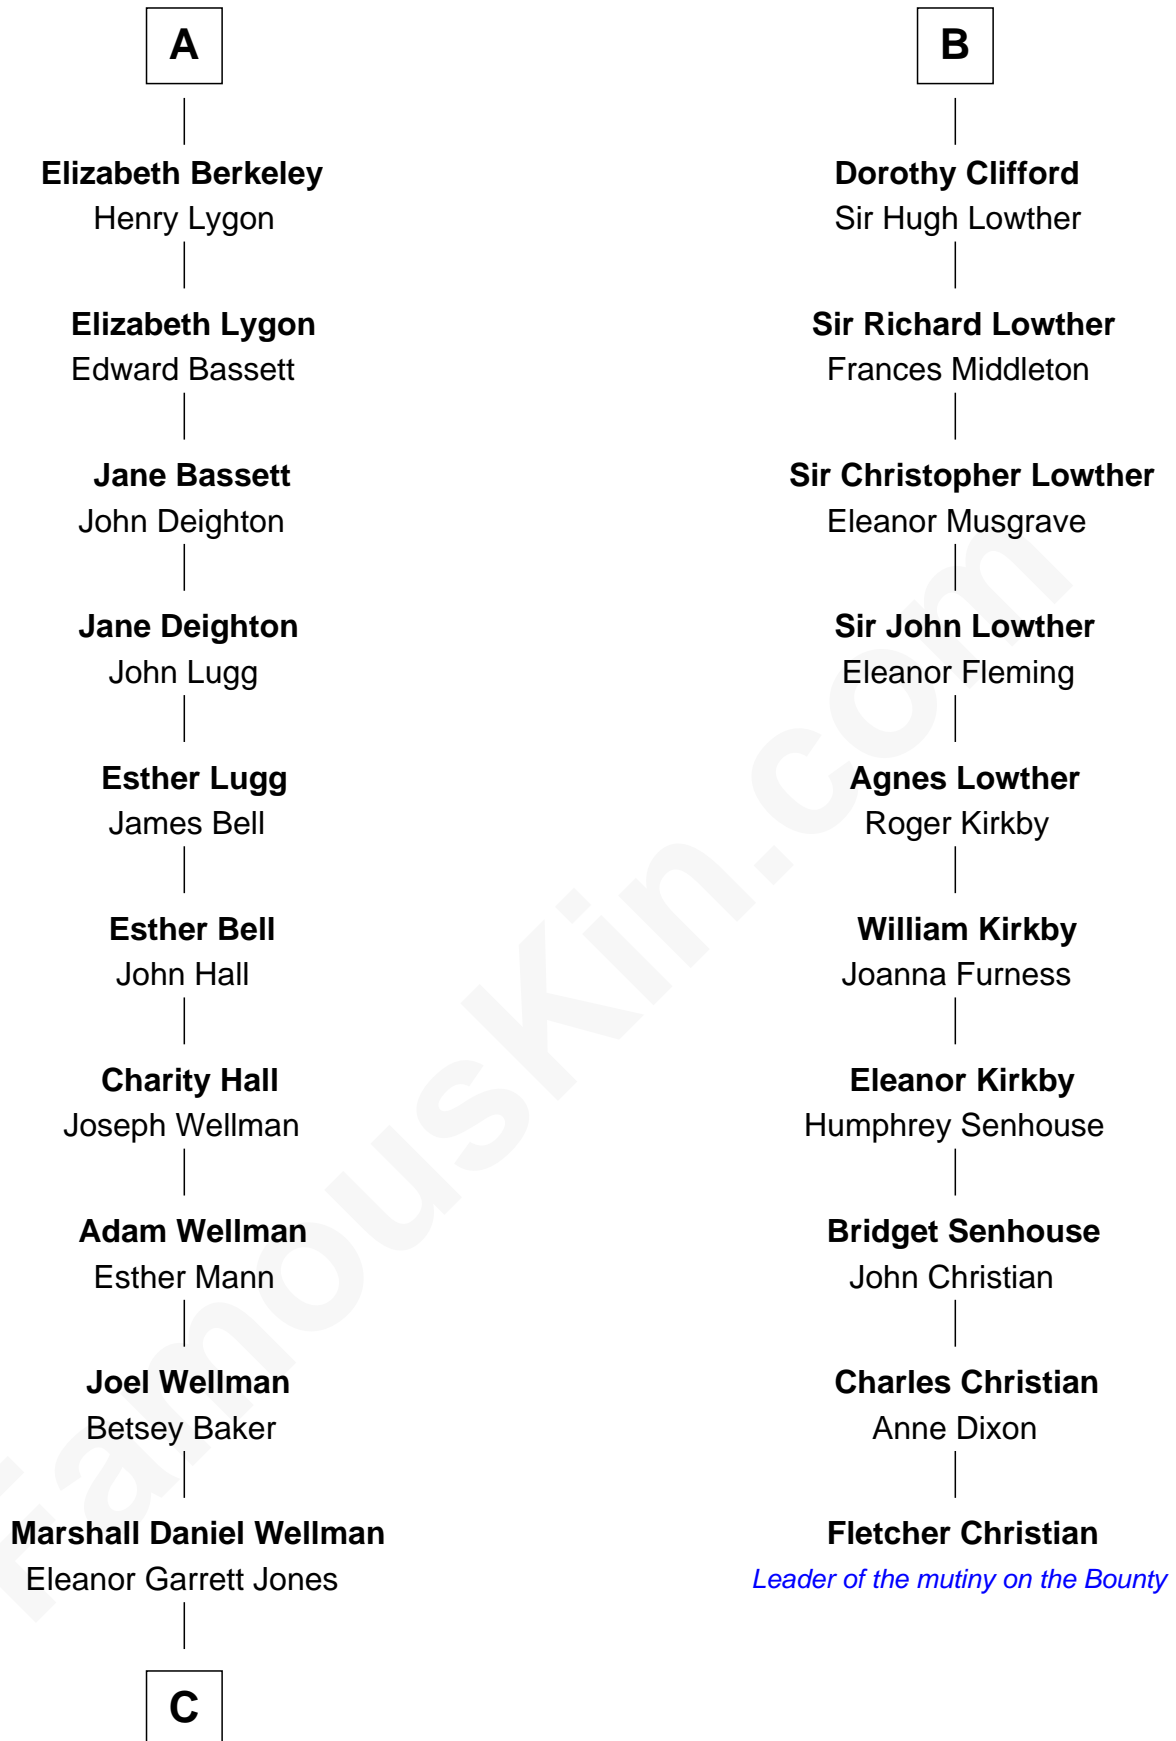 A
Elizabeth Berkeley
Henry Lygon
Elizabeth Lygon
Edward Bassett
Jane Bassett
John Deighton
Jane Deighton
John Lugg
Esther Lugg
James Bell
Esther Bell
John Hall
Charity Hall
Joseph Wellman
Adam Wellman
Esther Mann
Joel Wellman
Betsey Baker
Marshall Daniel Wellman
Eleanor Garrett Jones
C
B
Dorothy Clifford
Sir Hugh Lowther
Sir Richard Lowther
Frances Middleton
Sir Christopher Lowther
Eleanor Musgrave
Sir John Lowther
Eleanor Fleming
Agnes Lowther
Roger Kirkby
William Kirkby
Joanna Furness
Eleanor Kirkby
Humphrey Senhouse
Bridget Senhouse
John Christian
Charles Christian
Anne Dixon
Fletcher Christian
Leader of the mutiny on the Bounty
FamousKin.com